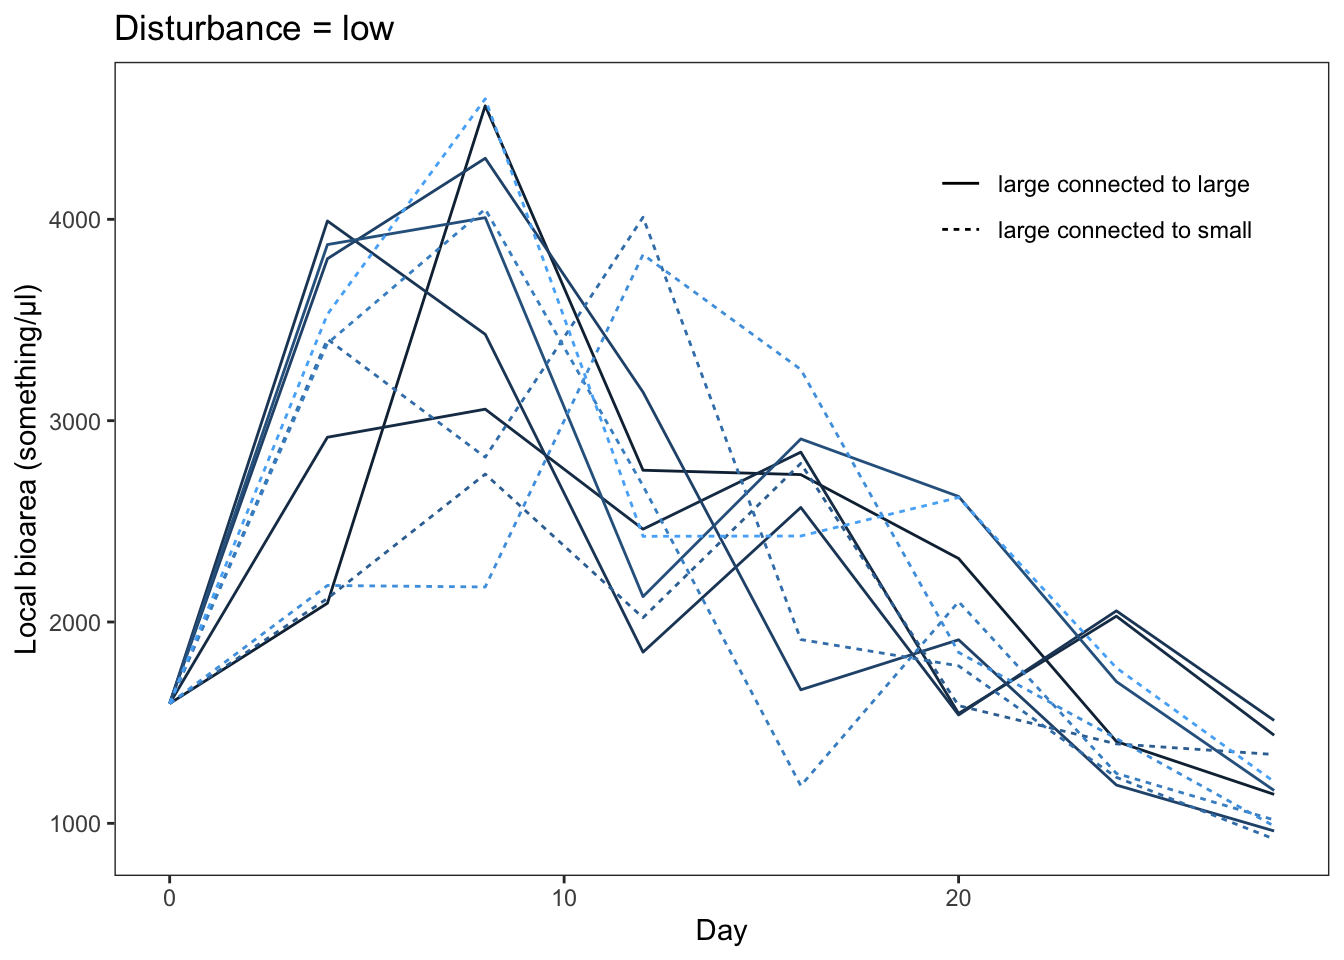 Disturbance = low
large connected to large
large connected to small
4000
3000
2000
1000
Local bioarea (something/μl)
0
10
20
Day